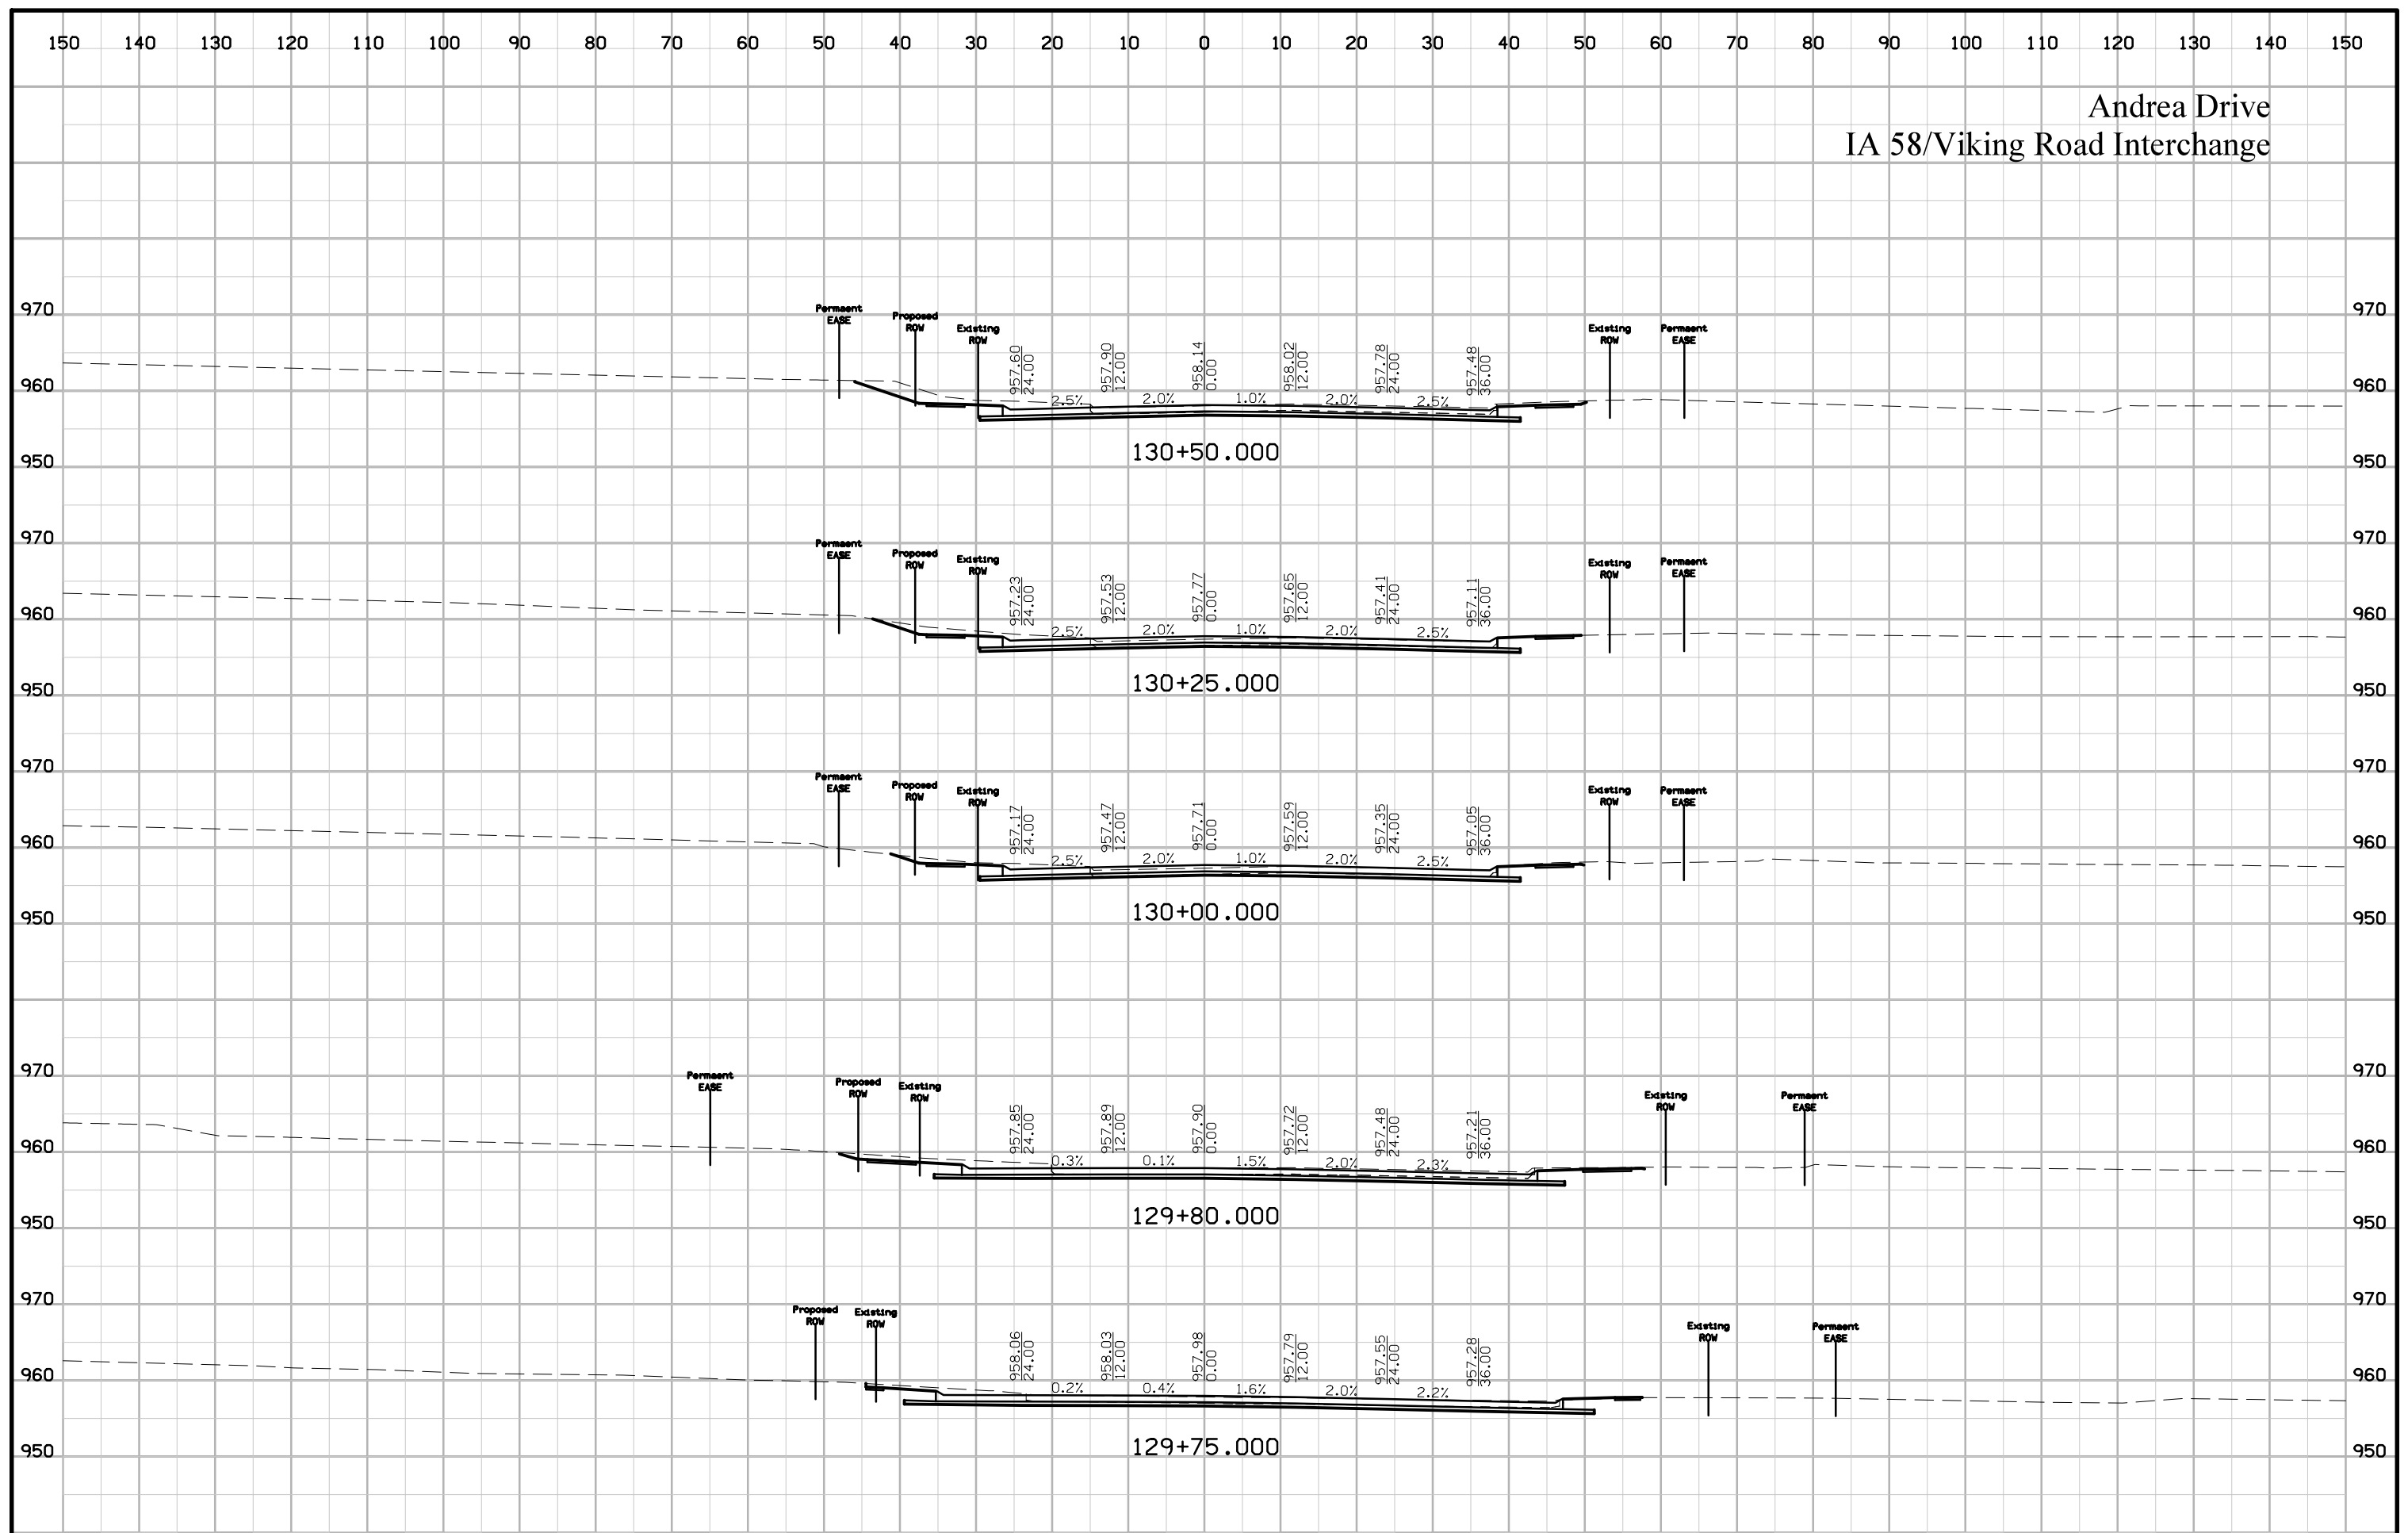 150 140 130 120 110 100 90 80 70 60 50 40 30 20 10 0 10 20 30 40 50 60 70 80 90 100 110 120 130 140 150
Andrea Drive
IA 58/Viking Road Interchange
970 970
Permaent
EASE
Proposed
ROW
Existing
ROW
957.60
24.00
957.90
12.00
958.14
0.00
958.02
12.00
957.78
24.00
957.48
36.00
Existing
ROW
Permaent
EASE
960 960
2.5% 2.0% 1.0% 2.0% 2.5%
130+50.000
950 950
970 970
Permaent
EASE
Proposed
ROW
Existing
ROW
957.23
24.00
957.53
12.00
957.77
0.00
957.65
12.00
957.41
24.00
957.11
36.00
Existing
ROW
Permaent
EASE
960 960
2.5% 2.0% 1.0% 2.0% 2.5%
130+25.000
950 950
970 970
Permaent
EASE
Proposed
ROW
Existing
ROW
957.17
24.00
957.47
12.00
957.71
0.00
957.59
12.00
957.35
24.00
957.05
36.00
Existing
ROW
Permaent
EASE
960 960
2.5% 2.0% 1.0% 2.0% 2.5%
130+00.000
950 950
970 970
Permaent
EASE
Proposed
ROW
Existing
ROW
957.85
24.00
957.89
12.00
957.90
0.00
957.72
12.00
957.48
24.00
957.21
36.00
Existing
ROW
Permaent
EASE
960 960
0.3% 0.1% 1.5% 2.0% 2.3%
129+80.000
950 950
970 970
Proposed
ROW
Existing
ROW
958.06
24.00
958.03
12.00
957.98
0.00
957.79
12.00
957.55
24.00
957.28
36.00
Existing
ROW
Permaent
EASE
960 960
0.2% 0.4% 1.6% 2.0% 2.2%
129+75.000
950 950